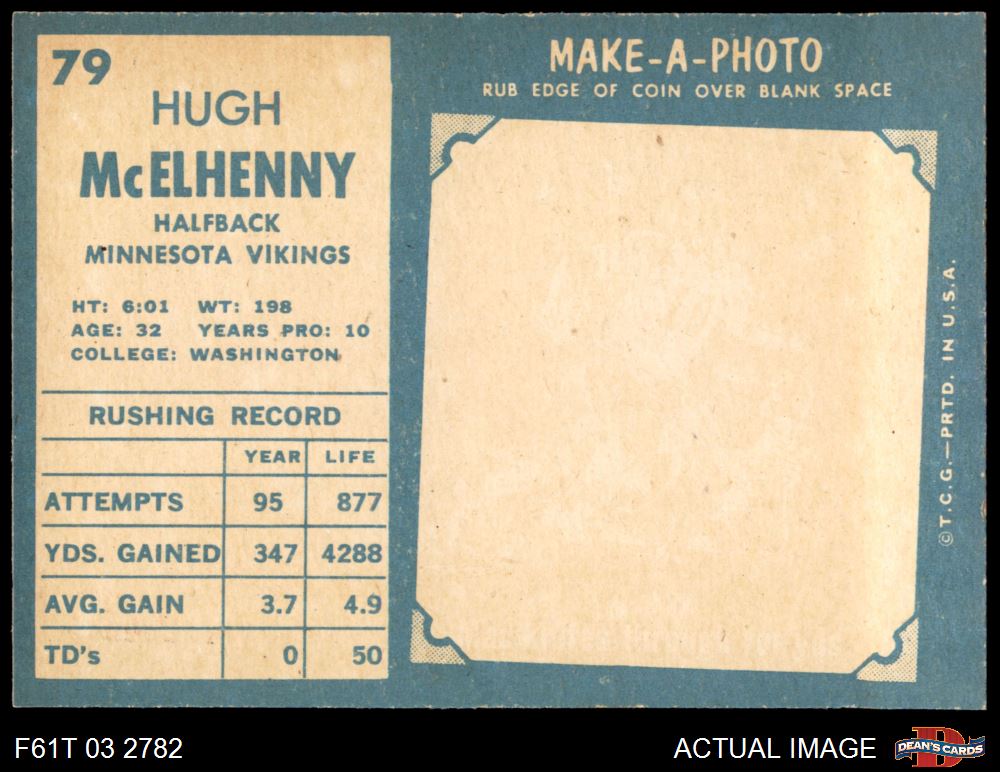 79
HUGH
McELHENNY
HALFBACK
MINNESOTA VIKINGS
HT: 6:01 WT: 198
AGE: 32 YEARS PRO: 10
COLLEGE: WASHINGTON
RUSHING RECORD
YEAR LIFE
ATTEMPTS 95 877
YDS. GAINED 347 4288
AVG. GAIN 3.7 4.9
TD's 0 50
MAKE-A-PHOTO
RUB EDGE OF COIN OVER BLANK SPACE
©T.C.G.—PRTD. IN U.S.A.
F61T 03 2782
ACTUAL IMAGE
D
DEAN'S CARDS